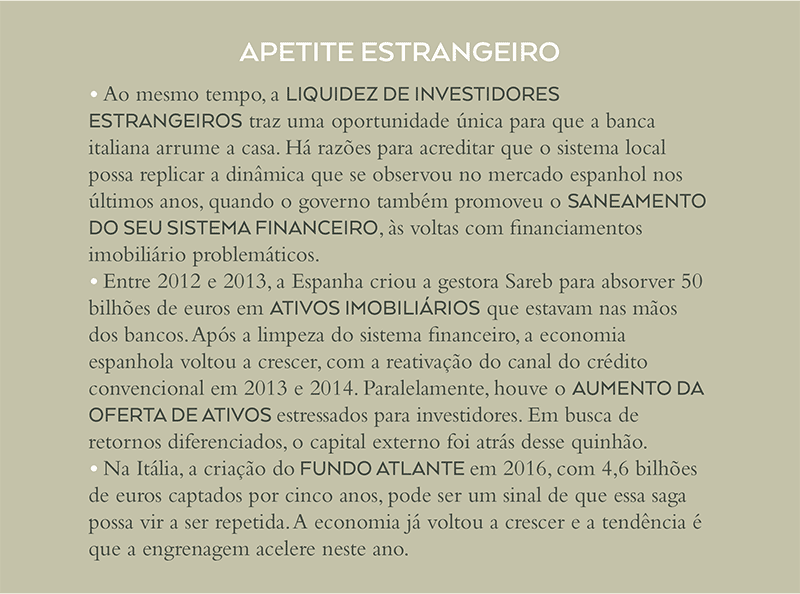 APETITE ESTRANGEIRO
• Ao mesmo tempo, a LIQUIDEZ DE INVESTIDORES
ESTRANGEIROS traz uma oportunidade única para que a banca
italiana arrume a casa. Há razões para acreditar que o sistema local
possa replicar a dinâmica que se observou no mercado espanhol nos
últimos anos, quando o governo também promoveu o SANEAMENTO
DO SEU SISTEMA FINANCEIRO, às voltas com financiamentos
imobiliário problemáticos.
• Entre 2012 e 2013, a Espanha criou a gestora Sareb para absorver 50
bilhões de euros em ATIVOS IMOBILIÁRIOS que estavam nas mãos
dos bancos. Após a limpeza do sistema financeiro, a economia
espanhola voltou a crescer, com a reativação do canal do crédito
convencional em 2013 e 2014. Paralelamente, houve o AUMENTO DA
OFERTA DE ATIVOS estressados para investidores. Em busca de
retornos diferenciados, o capital externo foi atrás desse quinhão.
• Na Itália, a criação do FUNDO ATLANTE em 2016, com 4,6 bilhões
de euros captados por cinco anos, pode ser um sinal de que essa saga
possa vir a ser repetida. A economia já voltou a crescer e a tendência é
que a engrenagem acelere neste ano.